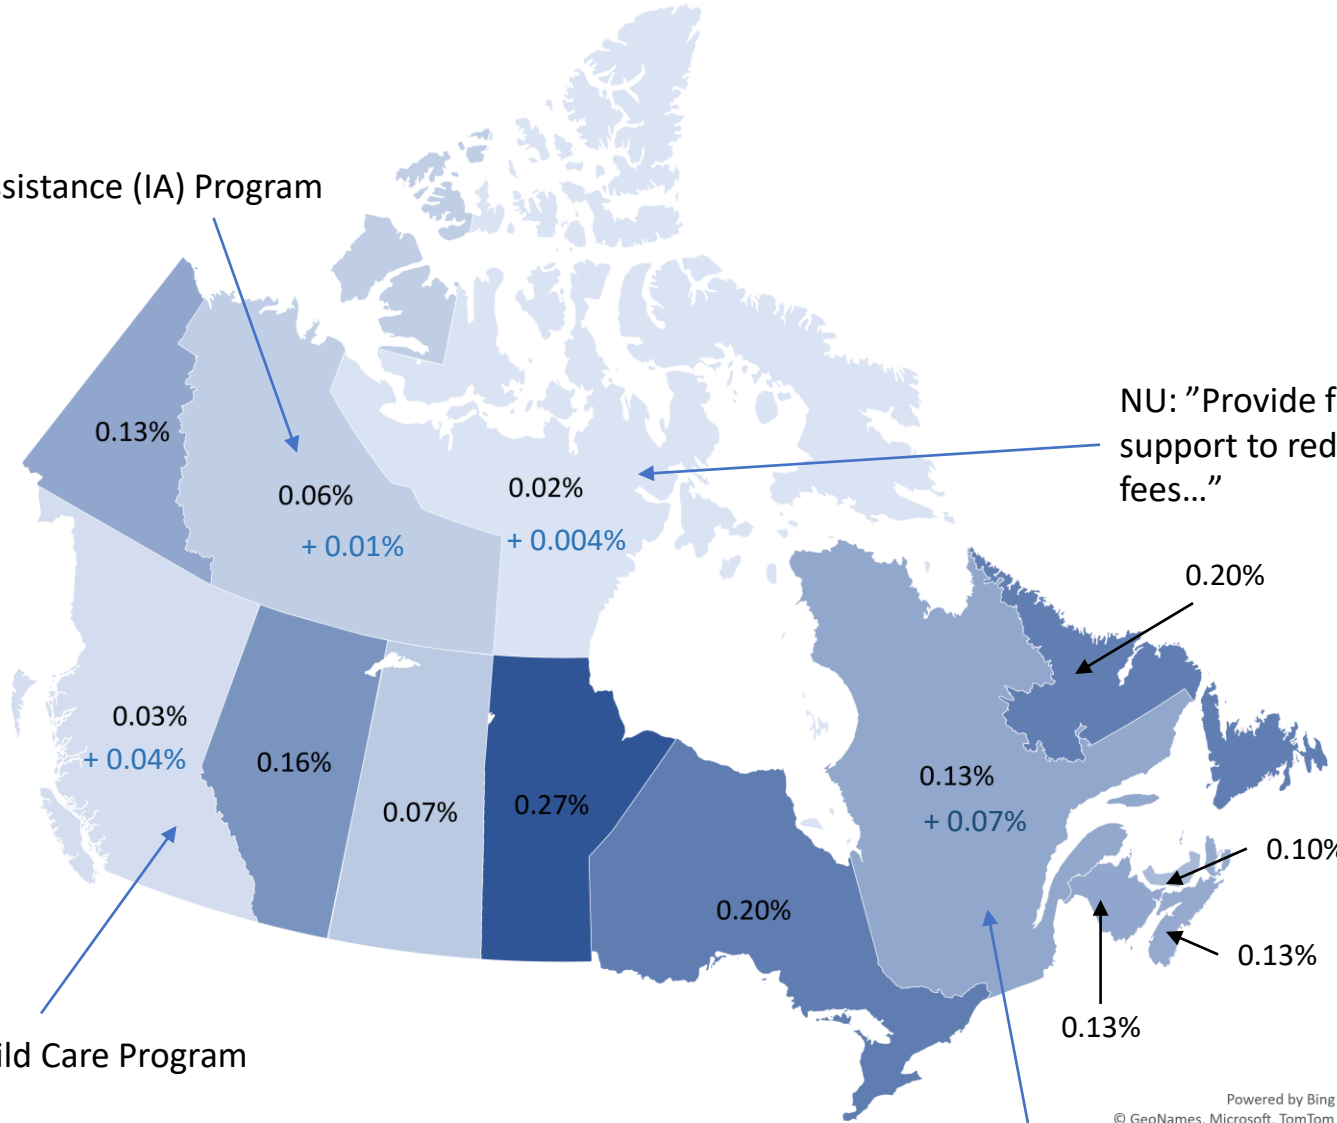 ssistance (IA) Program
NU: ”Provide f
support to red
fees…”
0.13%
0.06%
+ 0.01%
0.02%
+ 0.004%
0.20%
0.03%
+ 0.04%
0.16%
0.07%
0.27%
0.13%
+ 0.07%
0.10%
0.20%
0.13%
0.13%
ild Care Program
Powered by Bing
© GeoNames, Microsoft, TomTom